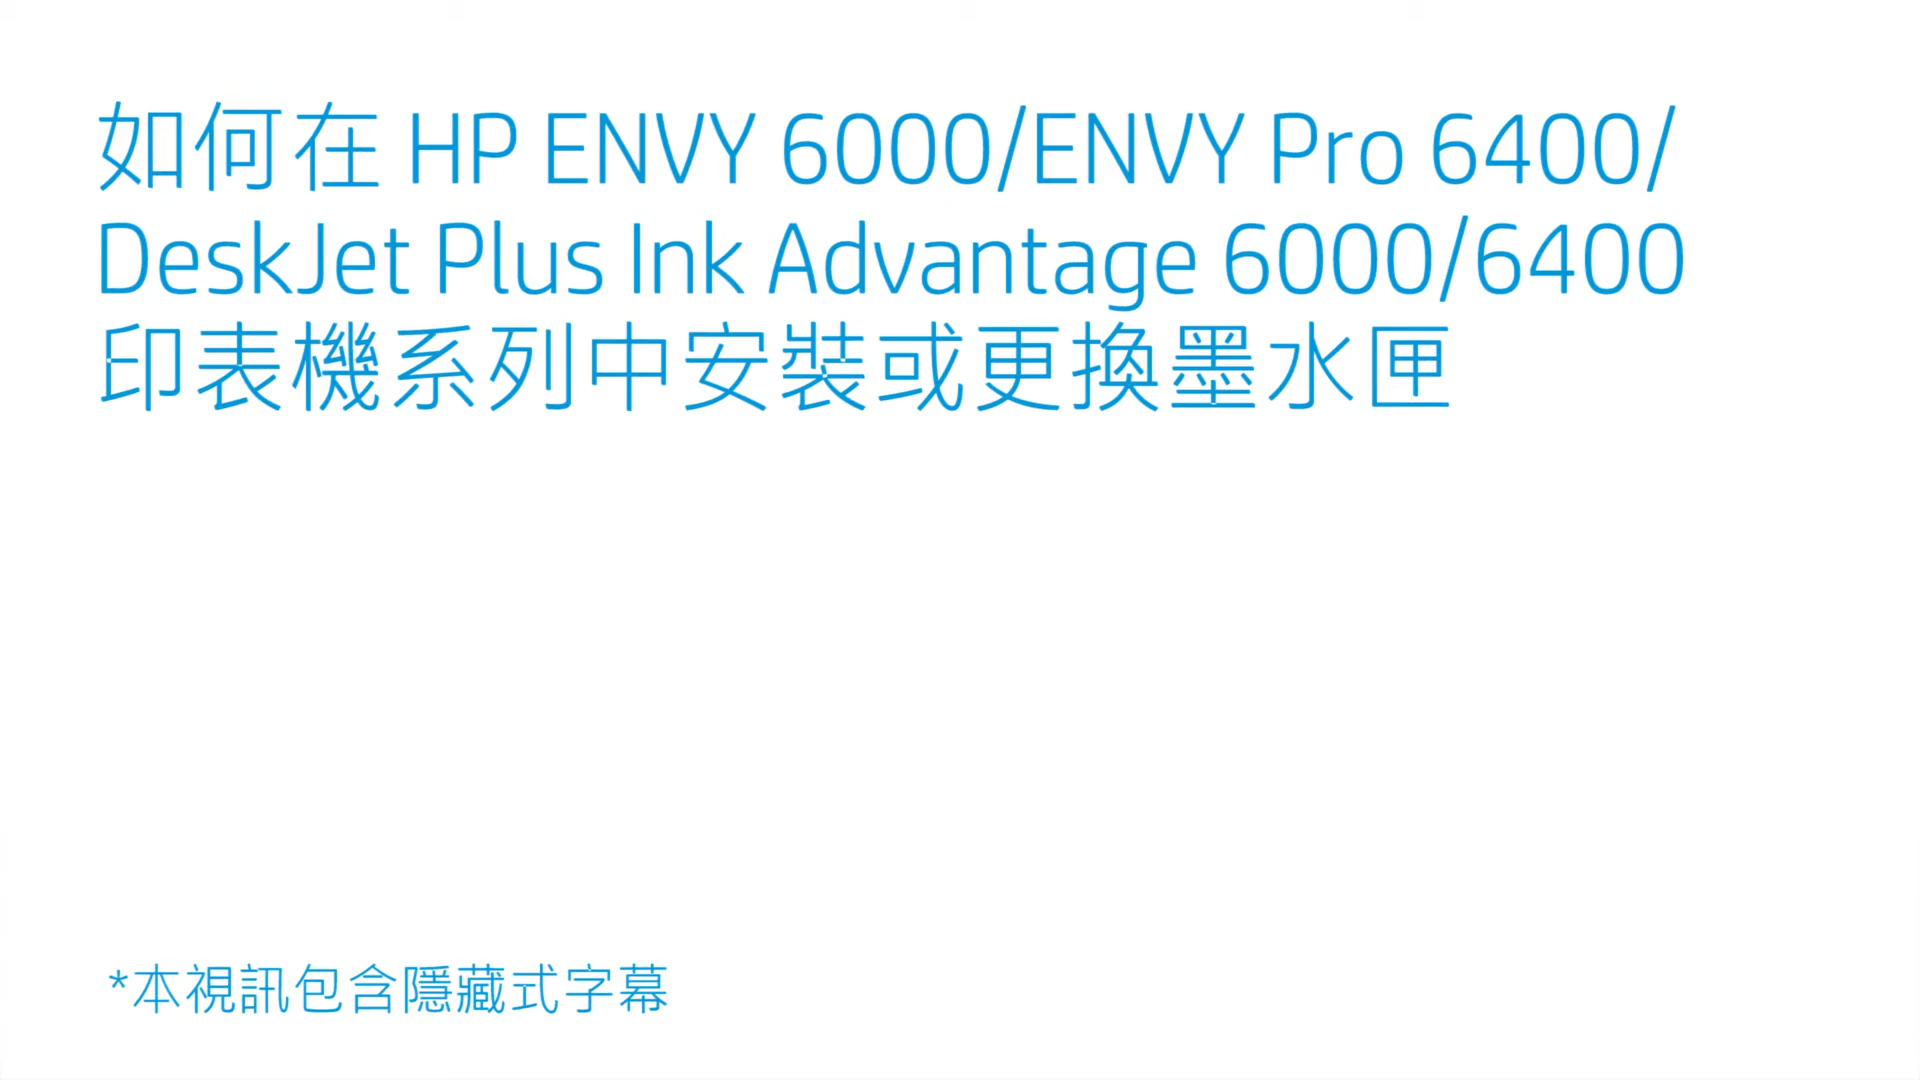 如何在 HP ENVY 6000/ENVY Pro 6400/
DeskJet Plus Ink Advantage 6000/6400
印表機系列中安裝或更換墨水匣
*本視訊包含隱藏式字幕